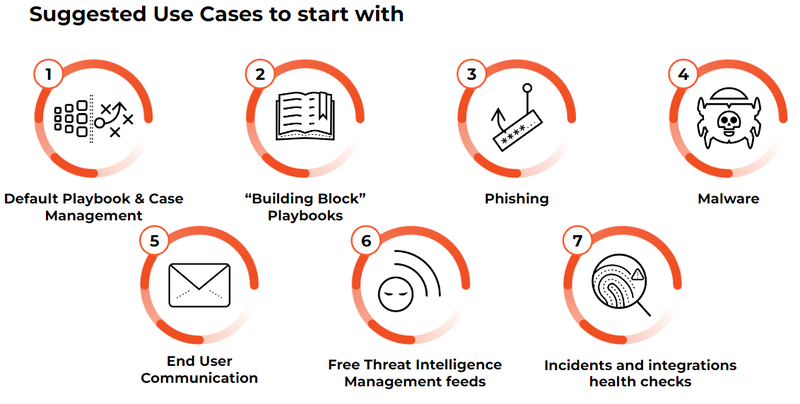 Suggested Use Cases to start with
1
2
3
4
Default Playbook & Case
Management
“Building Block”
Playbooks
Phishing
Malware
5
6
7
End User
Communication
Free Threat Intelligence
Management feeds
Incidents and integrations
health checks